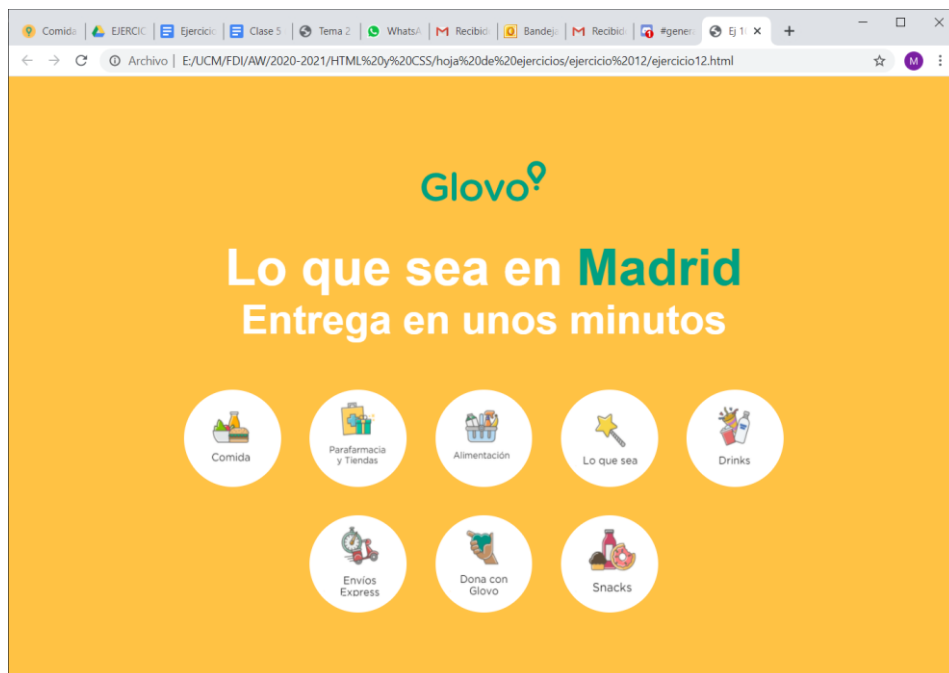 Comida
EJERCIC
Ejercicic
Clase 5
Tema 2
WhatsA
Recibid
Bandej
Recibid
#gener
Ej 1
Archivo | E:/UCM/FDI/AW/2020-2021/HTML%20y%20CSS/hoja%20de%20ejercicios/ejercicio%2012/ejercicio12.html
M
Glovo
Lo que sea en Madrid
Entrega en unos minutos
Comida
Parafarmacia
y Tiendas
Alimentación
Lo que sea
Drinks
Envíos
Express
Dona con
Glovo
Snacks